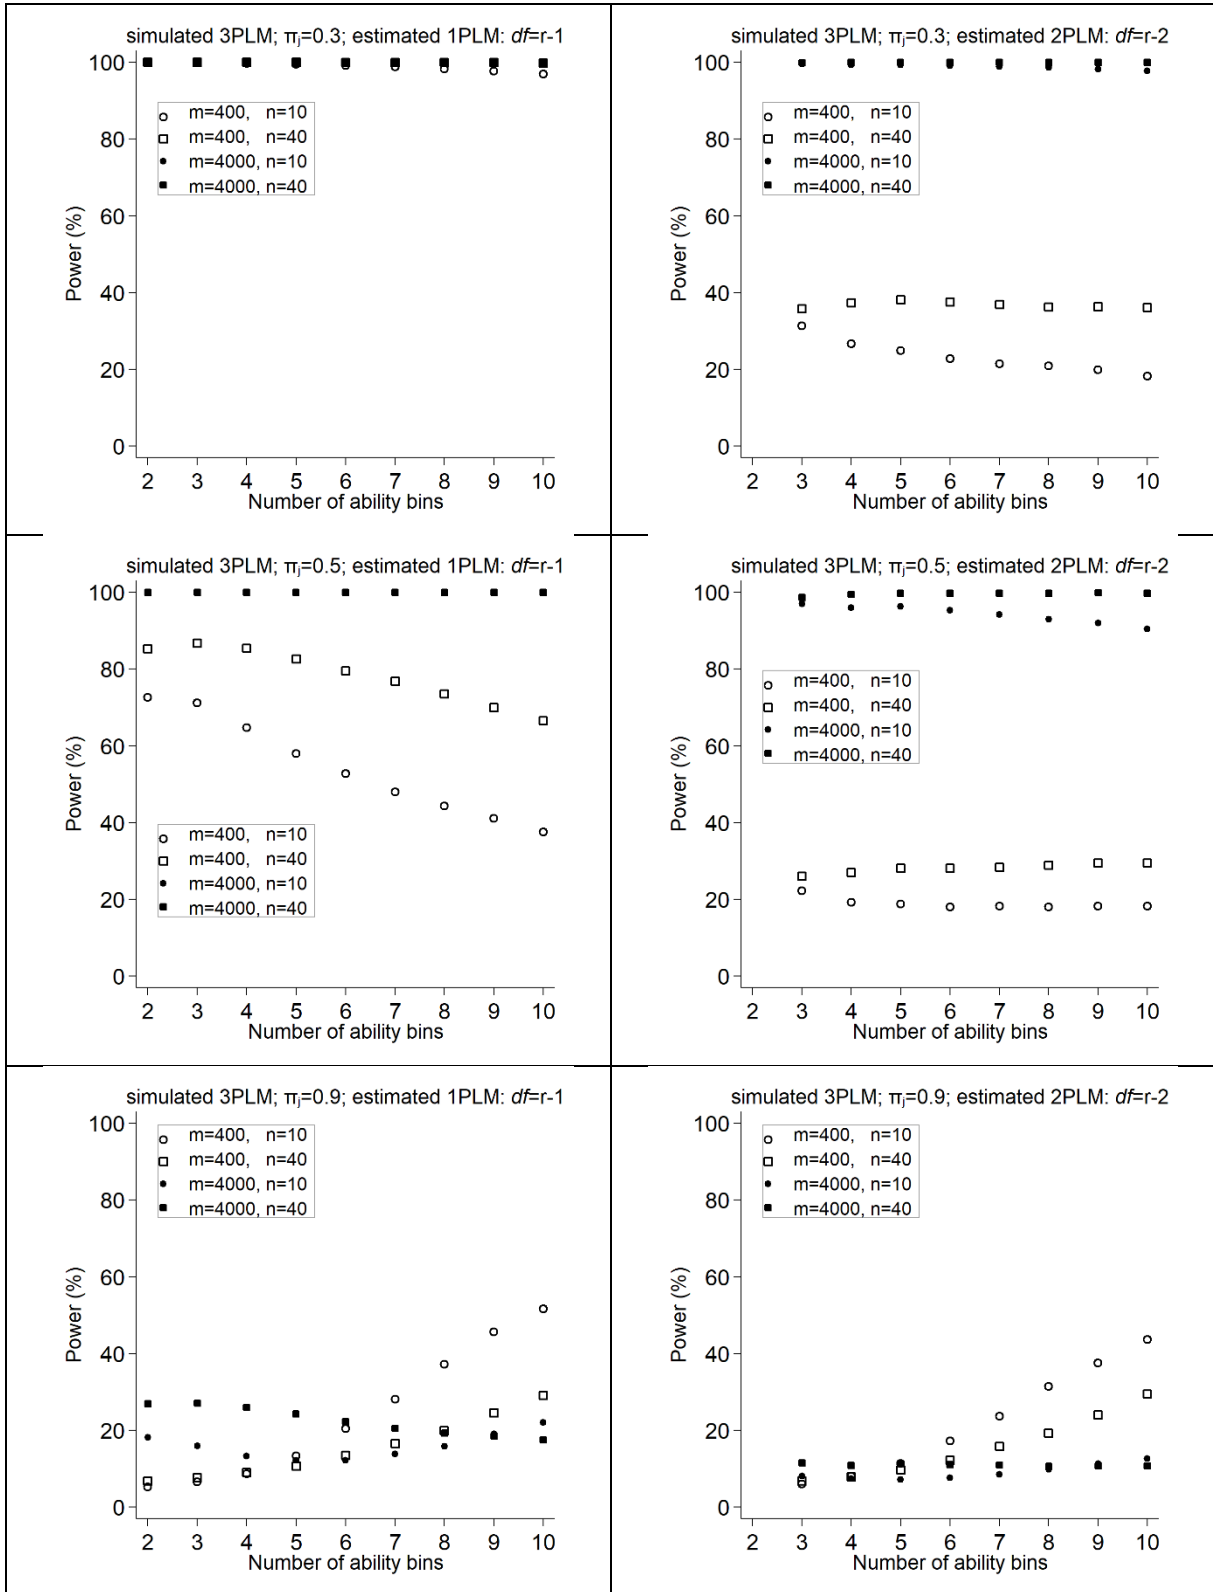 simulated 3PLM; πj=0.3; estimated 1PLM: df=r-1
100
80
60
40
20
0
Power (%)
m=400, n=10
m=400, n=40
m=4000, n=10
m=4000, n=40
2 3 4 5 6 7 8 9 10
Number of ability bins
simulated 3PLM; πj=0.3; estimated 2PLM: df=r-2
100
80
60
40
20
0
Power (%)
m=400, n=10
m=400, n=40
m=4000, n=10
m=4000, n=40
2 3 4 5 6 7 8 9 10
Number of ability bins
simulated 3PLM; πj=0.5; estimated 1PLM: df=r-1
100
80
60
40
20
0
Power (%)
m=400, n=10
m=400, n=40
m=4000, n=10
m=4000, n=40
2 3 4 5 6 7 8 9 10
Number of ability bins
simulated 3PLM; πj=0.5; estimated 2PLM: df=r-2
100
80
60
40
20
0
Power (%)
m=400, n=10
m=400, n=40
m=4000, n=10
m=4000, n=40
2 3 4 5 6 7 8 9 10
Number of ability bins
simulated 3PLM; πj=0.9; estimated 1PLM: df=r-1
100
80
60
40
20
0
Power (%)
m=400, n=10
m=400, n=40
m=4000, n=10
m=4000, n=40
2 3 4 5 6 7 8 9 10
Number of ability bins
simulated 3PLM; πj=0.9; estimated 2PLM: df=r-2
100
80
60
40
20
0
Power (%)
m=400, n=10
m=400, n=40
m=4000, n=10
m=4000, n=40
2 3 4 5 6 7 8 9 10
Number of ability bins